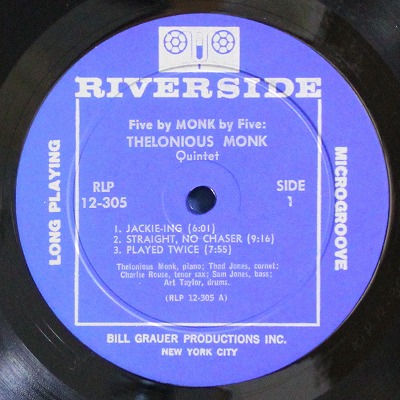 RIVERSIDE
Five by MONK by Five:
THELONIOUS MONK
Quintet
LONG PLAYING
MICROGROOVE
RLP
12-305
SIDE
1
1. JACKIE-ING (6:01)
2. STRAIGHT, NO CHASER (9:16)
3. PLAYED TWICE (7:55)
Thelonious Monk, piano; Thad Jones, cornet;
Charlie Rouse, tenor sax; Sam Jones, bass;
Art Taylor, drums.
(RLP 12-305 A)
BILL GRAUER PRODUCTIONS INC.
NEW YORK CITY